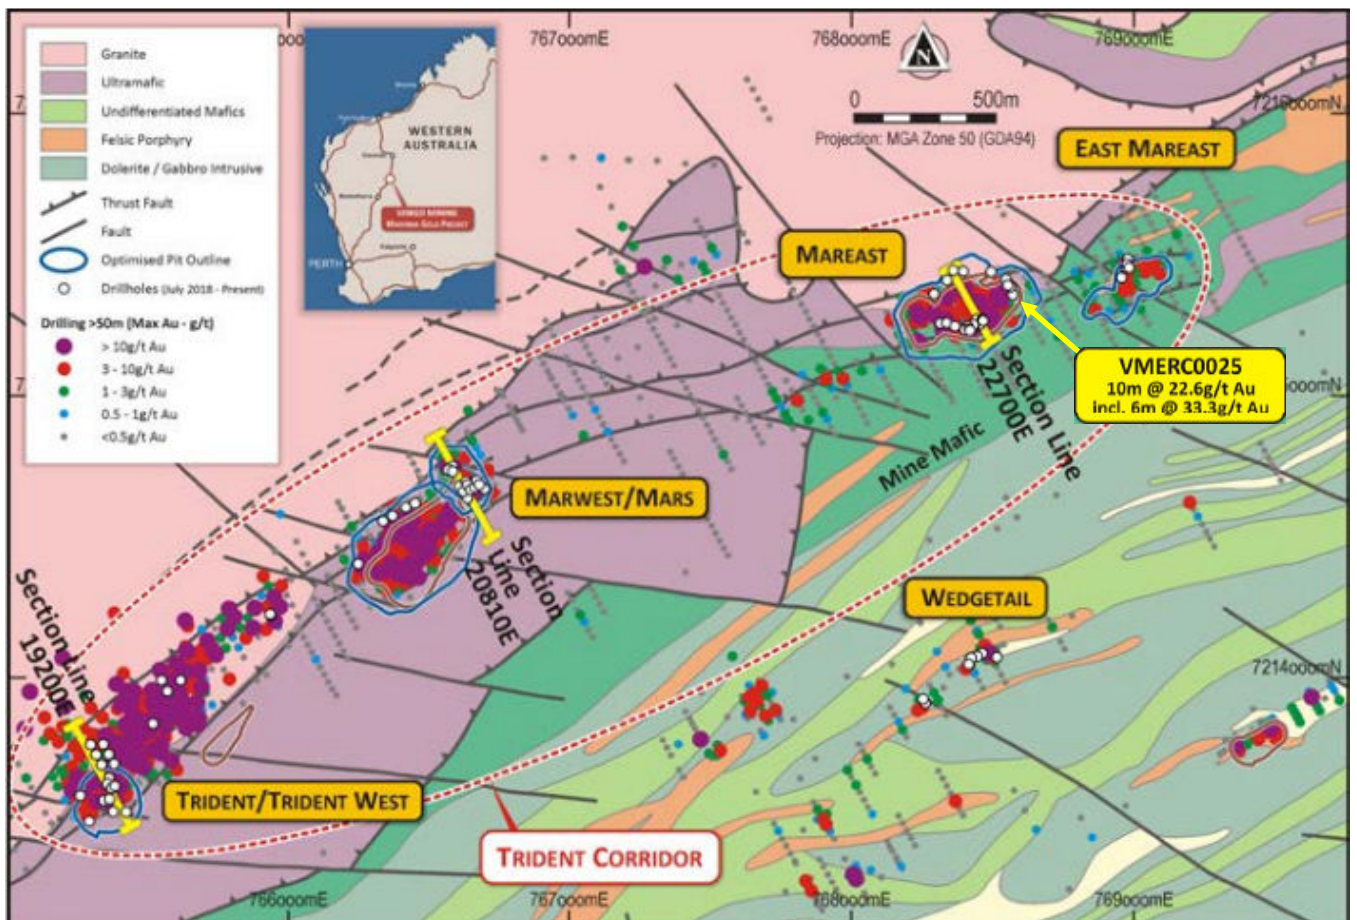 Granite
Ultramafic
Undifferentiated Mafics
Felsic Porphyry
Dolerite / Gabbro Intrusive
Thrust Fault
Fault
Optimised Pit Outline
Drillholes (July 2018 - Present)
Drilling >50m (Max Au - g/t)
> 10g/t Au
3 - 10g/t Au
1 - 3g/t Au
0.5 - 1g/t Au
<0.5g/t Au
WESTERN
AUSTRALIA
PERTH
767000mE
768000mE
769000mE
N
0 500m
Projection: MGA Zone 50 (GDA94)
EAST MAREAST
MAREAST
VMERC0025
10m @ 22.6g/t Au
incl. 6m @ 33.3g/t Au
Section Line
22700E
Mine Mafic
MARWEST/MARS
Section
Line
20810E
WEDGETAIL
7214000mN
Section Line
19200E
TRIDENT/TRIDENT WEST
TRIDENT CORRIDOR
766000mE
767000mE
768000mE
769000mE